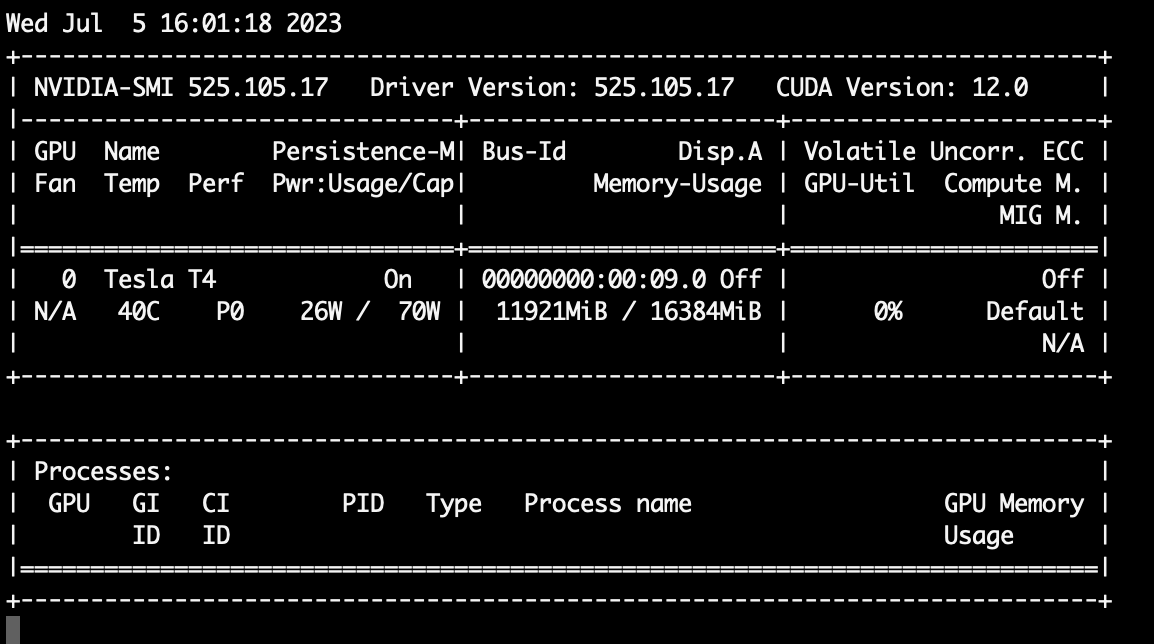 Wed Jul  5 16:01:18 2023
+-----------------------------------------------------------------------------+
| NVIDIA-SMI 525.105.17   Driver Version: 525.105.17   CUDA Version: 12.0     |
|-------------------------------+----------------------+----------------------+
| GPU  Name        Persistence-M| Bus-Id        Disp.A | Volatile Uncorr. ECC |
| Fan  Temp  Perf  Pwr:Usage/Cap|         Memory-Usage | GPU-Util  Compute M. |
|                               |                      |               MIG M. |
|===============================+======================+======================|
|   0  Tesla T4            On   | 00000000:00:09.0 Off |                  Off |
| N/A   40C    P0    26W /  70W |  11921MiB / 16384MiB |      0%      Default |
|                               |                      |                  N/A |
+-------------------------------+----------------------+----------------------+

+-----------------------------------------------------------------------------+
| Processes:                                                                  |
|  GPU   GI   CI        PID   Type   Process name                  GPU Memory |
|        ID   ID                                                   Usage      |
|=============================================================================|
+-----------------------------------------------------------------------------+